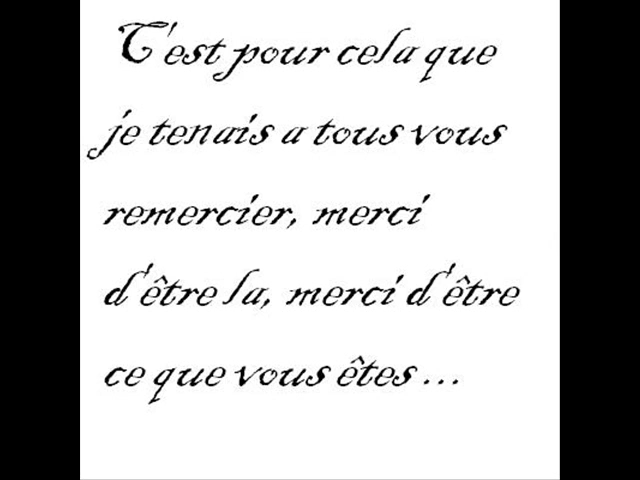 C'est pour cela que
je tenais a tous vous
remercier, merci
d'être la, merci d'être
ce que vous êtes ...